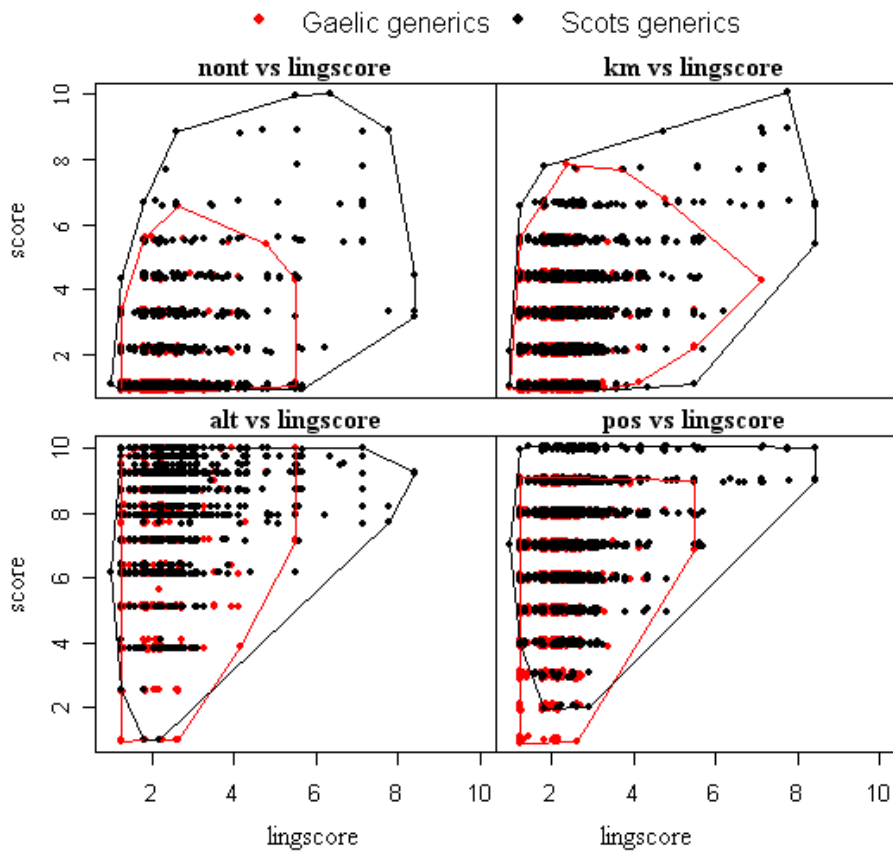 Gaelic generics Scots generics
nont vs lingscore km vs lingscore
score
10
8
6
4
2
alt vs lingscore pos vs lingscore
score
10
8
6
4
2
2 4 6 8 10 2 4 6 8 10
lingscore lingscore